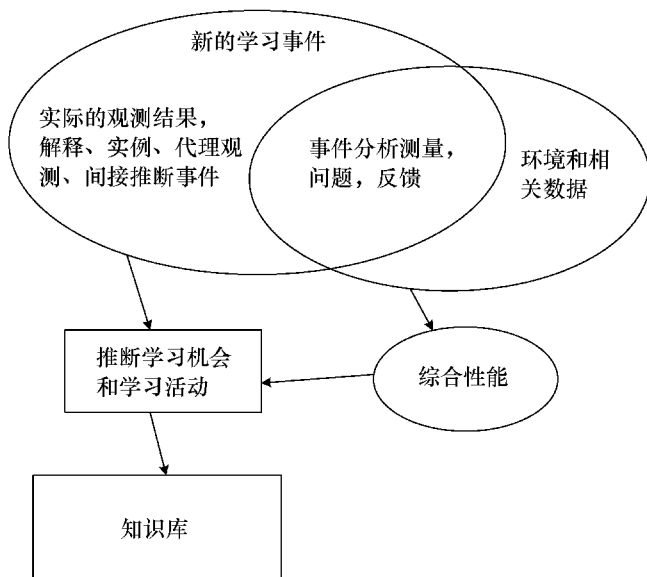 新的学习事件
实际的观测结果，
解释、实例、代理观
测、间接推断事件
事件分析测量，
问题，反馈
环境和相
关数据
推断学习机会
和学习活动
综合性能
知识库